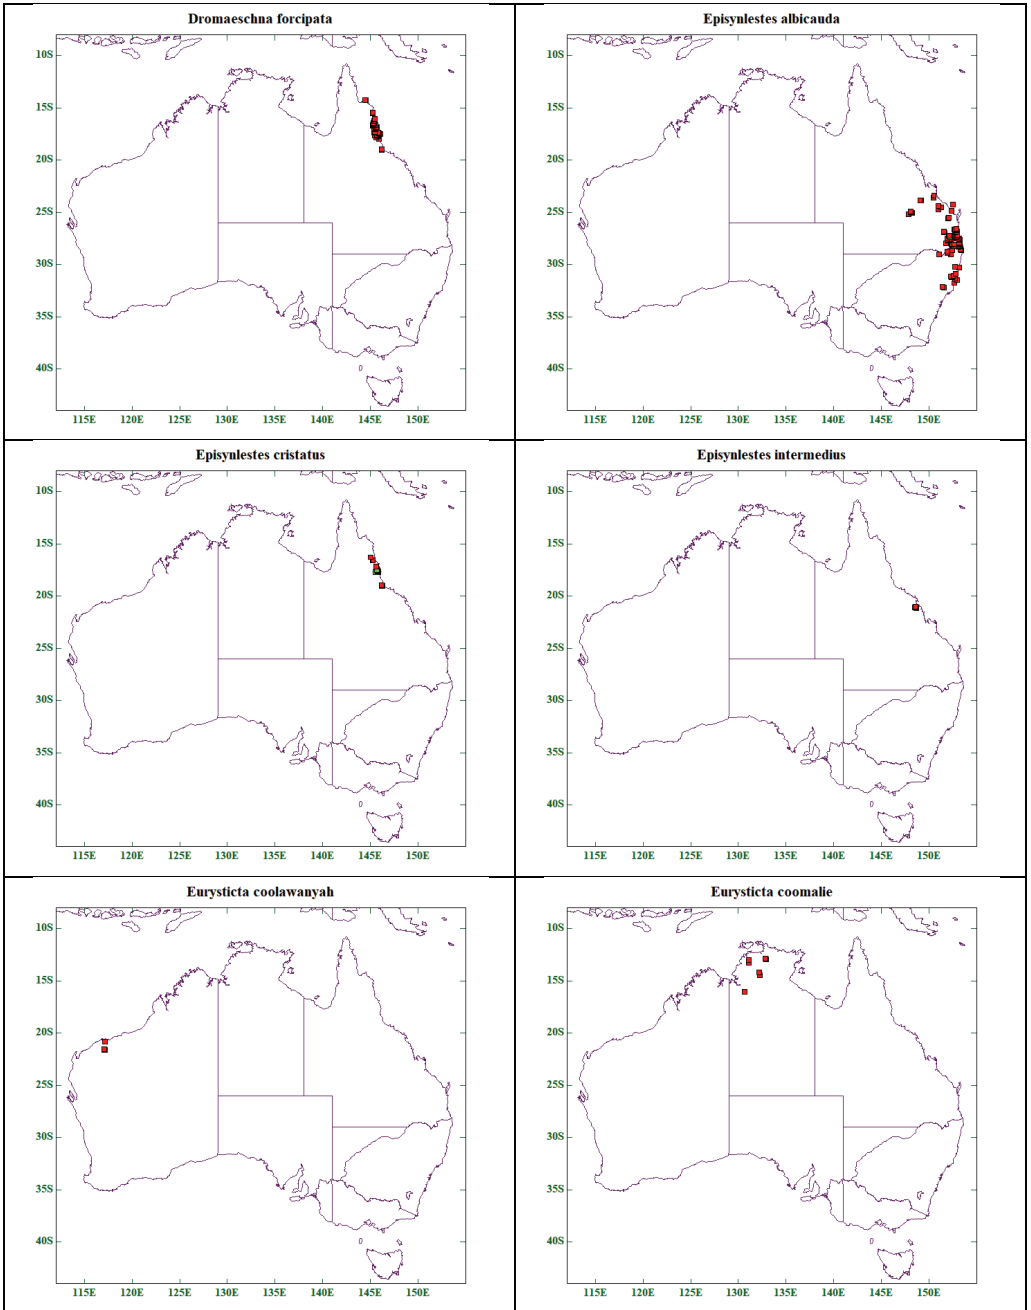 Dromaeschna forcipata
10S
15S
20S
25S
30S
35S
40S
115E 120E 125E 130E 135E 140E 145E 150E
Episynlestes albicauda
10S
15S
20S
25S
30S
35S
40S
115E 120E 125E 130E 135E 140E 145E 150E
Episynlestes cristatus
10S
15S
20S
25S
30S
35S
40S
115E 120E 125E 130E 135E 140E 145E 150E
Episynlestes intermedius
10S
15S
20S
25S
30S
35S
40S
115E 120E 125E 130E 135E 140E 145E 150E
Eurysticta coolawanyah
10S
15S
20S
25S
30S
35S
40S
115E 120E 125E 130E 135E 140E 145E 150E
Eurysticta coomalie
10S
15S
20S
25S
30S
35S
40S
115E 120E 125E 130E 135E 140E 145E 150E